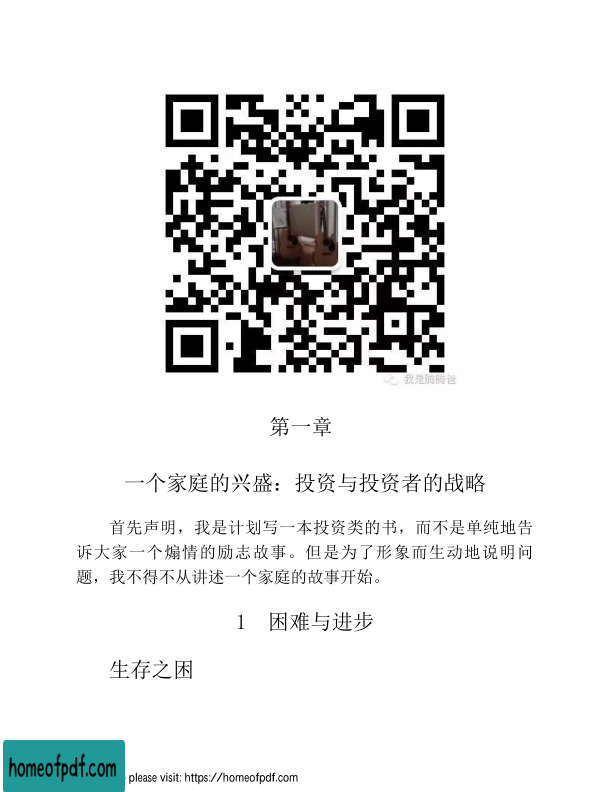 我是腾腾爸
第一章
一个家庭的兴盛：投资与投资者的战略
首先声明，我是计划写一本投资类的书，而不是单纯地告
诉大家一个煽情的励志故事。但是为了形象而生动地说明问
题，我不得不从讲述一个家庭的故事开始。
1 困难与进步
生存之困
homeofpdf.com
please visit: https://homeofpdf.com